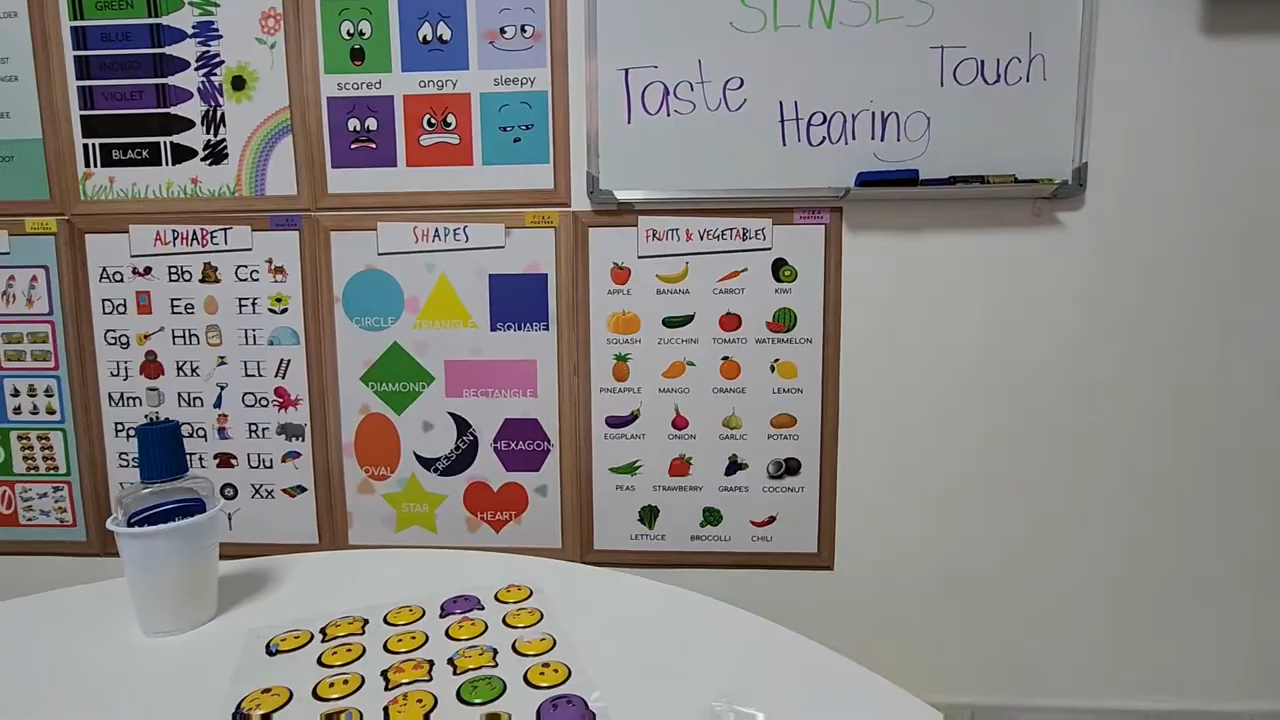 GREEN
BLUE
INDIGO
VIOLET
BLACK
scared
angry
sleepy
SENSES
Taste
Touch
Hearing
ALPHABET
Aa Bb Cc
Dd Ee Ff
Gg Hh Ii
Jj Kk Ll
Mm Nn Oo
Pp Qq Rr
Ss Tt Uu
Xx
SHAPES
CIRCLE
TRIANGLE
SQUARE
DIAMOND
RECTANGLE
OVAL
CRESCENT
HEXAGON
STAR
HEART
FRUITS & VEGETABLES
APPLE BANANA CARROT KIWI
SQUASH ZUCCHINI TOMATO WATERMELON
PINEAPPLE MANGO ORANGE LEMON
EGGPLANT ONION GARLIC POTATO
PEAS STRAWBERRY GRAPES COCONUT
LETTUCE BROCOLLI CHILI